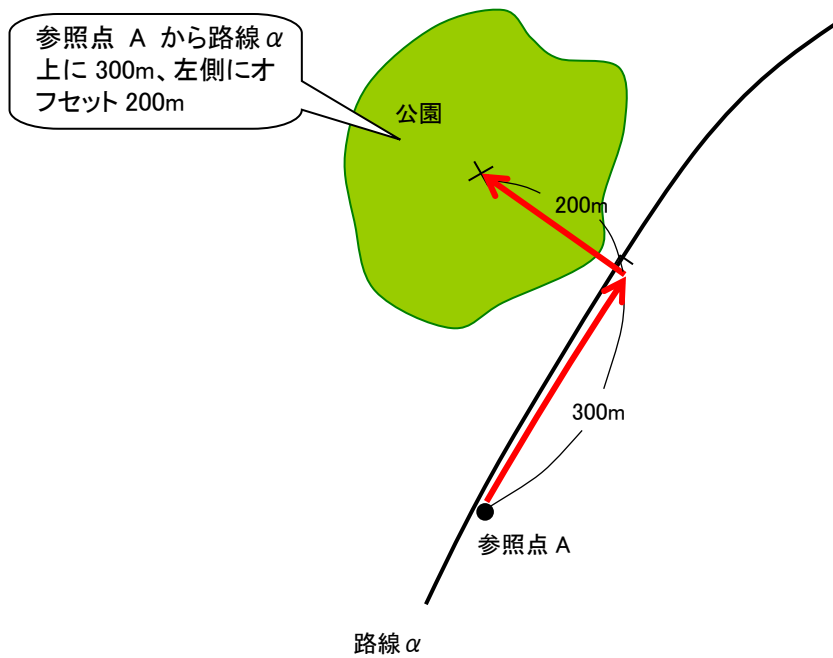 参照点 A から路線α
上に 300m、左側にオ
フセット 200m
公園
200m
300m
参照点 A
路線α